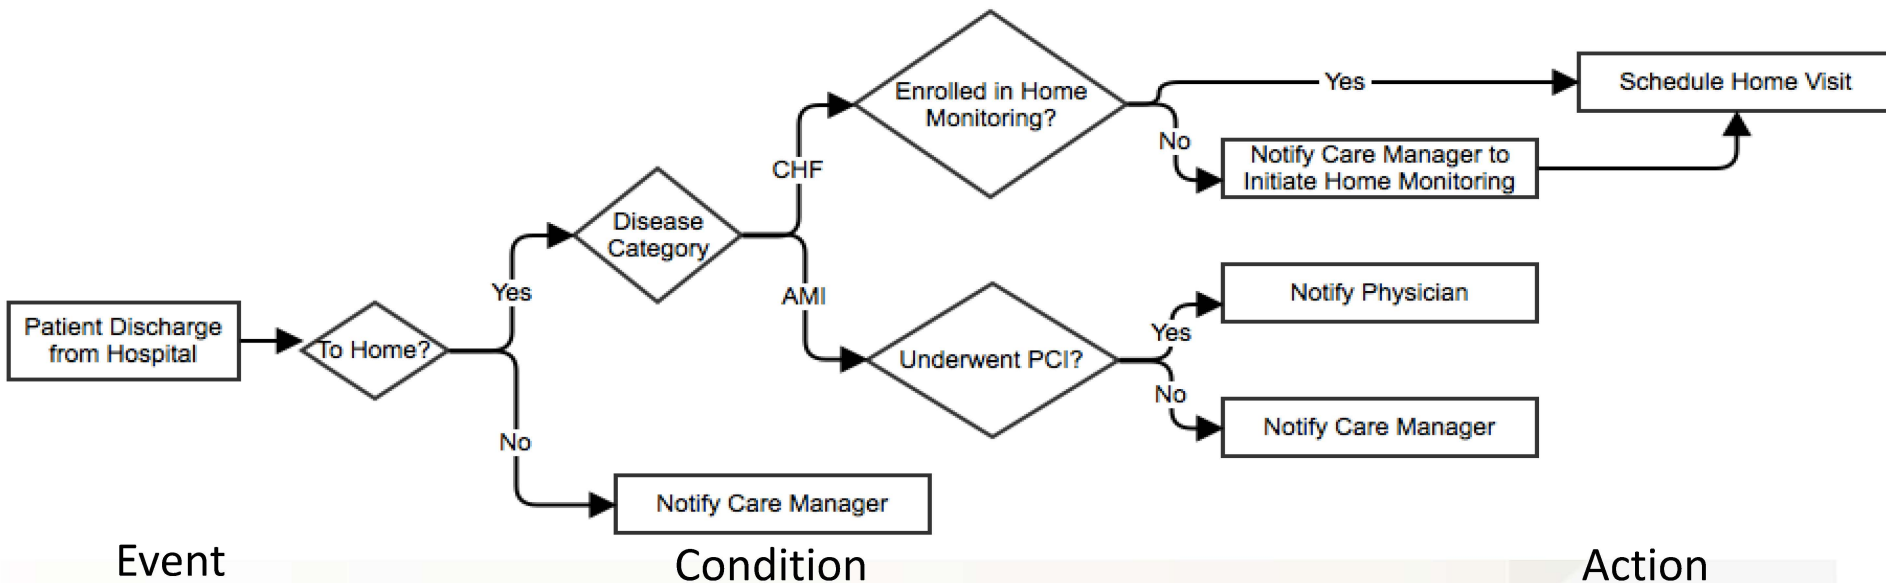 Enrolled in Home
Monitoring?
Yes
Schedule Home Visit
No
Notify Care Manager to
Initiate Home Monitoring
CHF
Disease
Category
Yes
AMI
Notify Physician
Patient Discharge
from Hospital
To Home?
Underwent PCI?
Yes
No
Notify Care Manager
No
Notify Care Manager
Event
Condition
Action